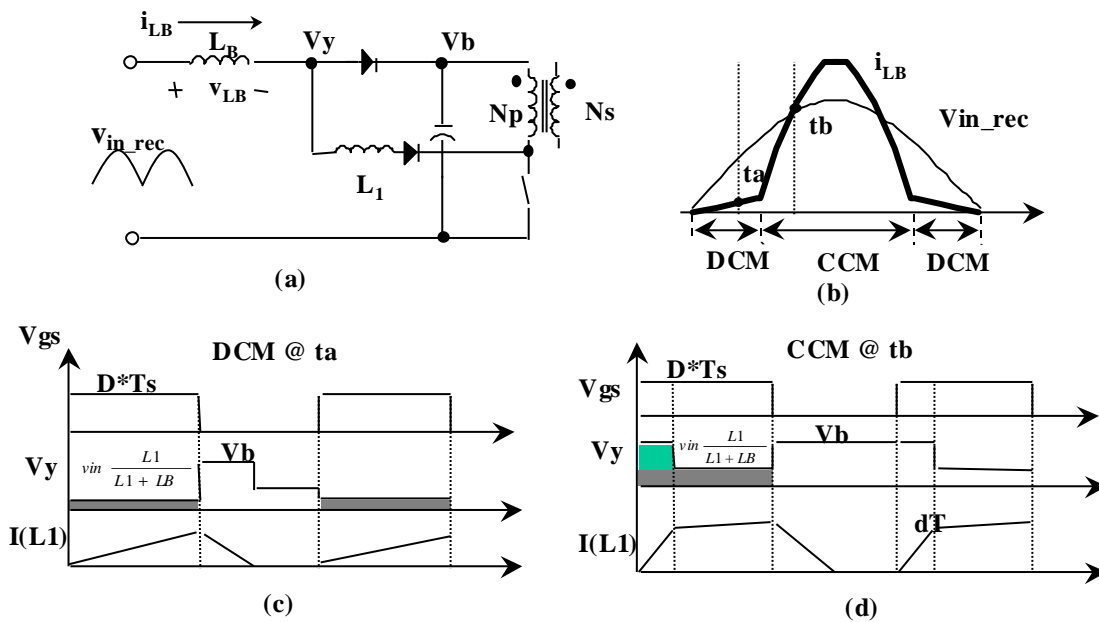 i_LB
L_B
Vy
Vb
+ v_LB −
Np
Ns
v_in_rec
L_1
(a)
i_LB
tb
Vin_rec
ta
DCM
CCM
DCM
(b)
Vgs
DCM @ ta
D*Ts
Vy
vin L1 / L1 + LB
Vb
I(L1)
(c)
CCM @ tb
D*Ts
Vgs
Vy
vin L1 / L1 + LB
Vb
I(L1)
dT
(d)